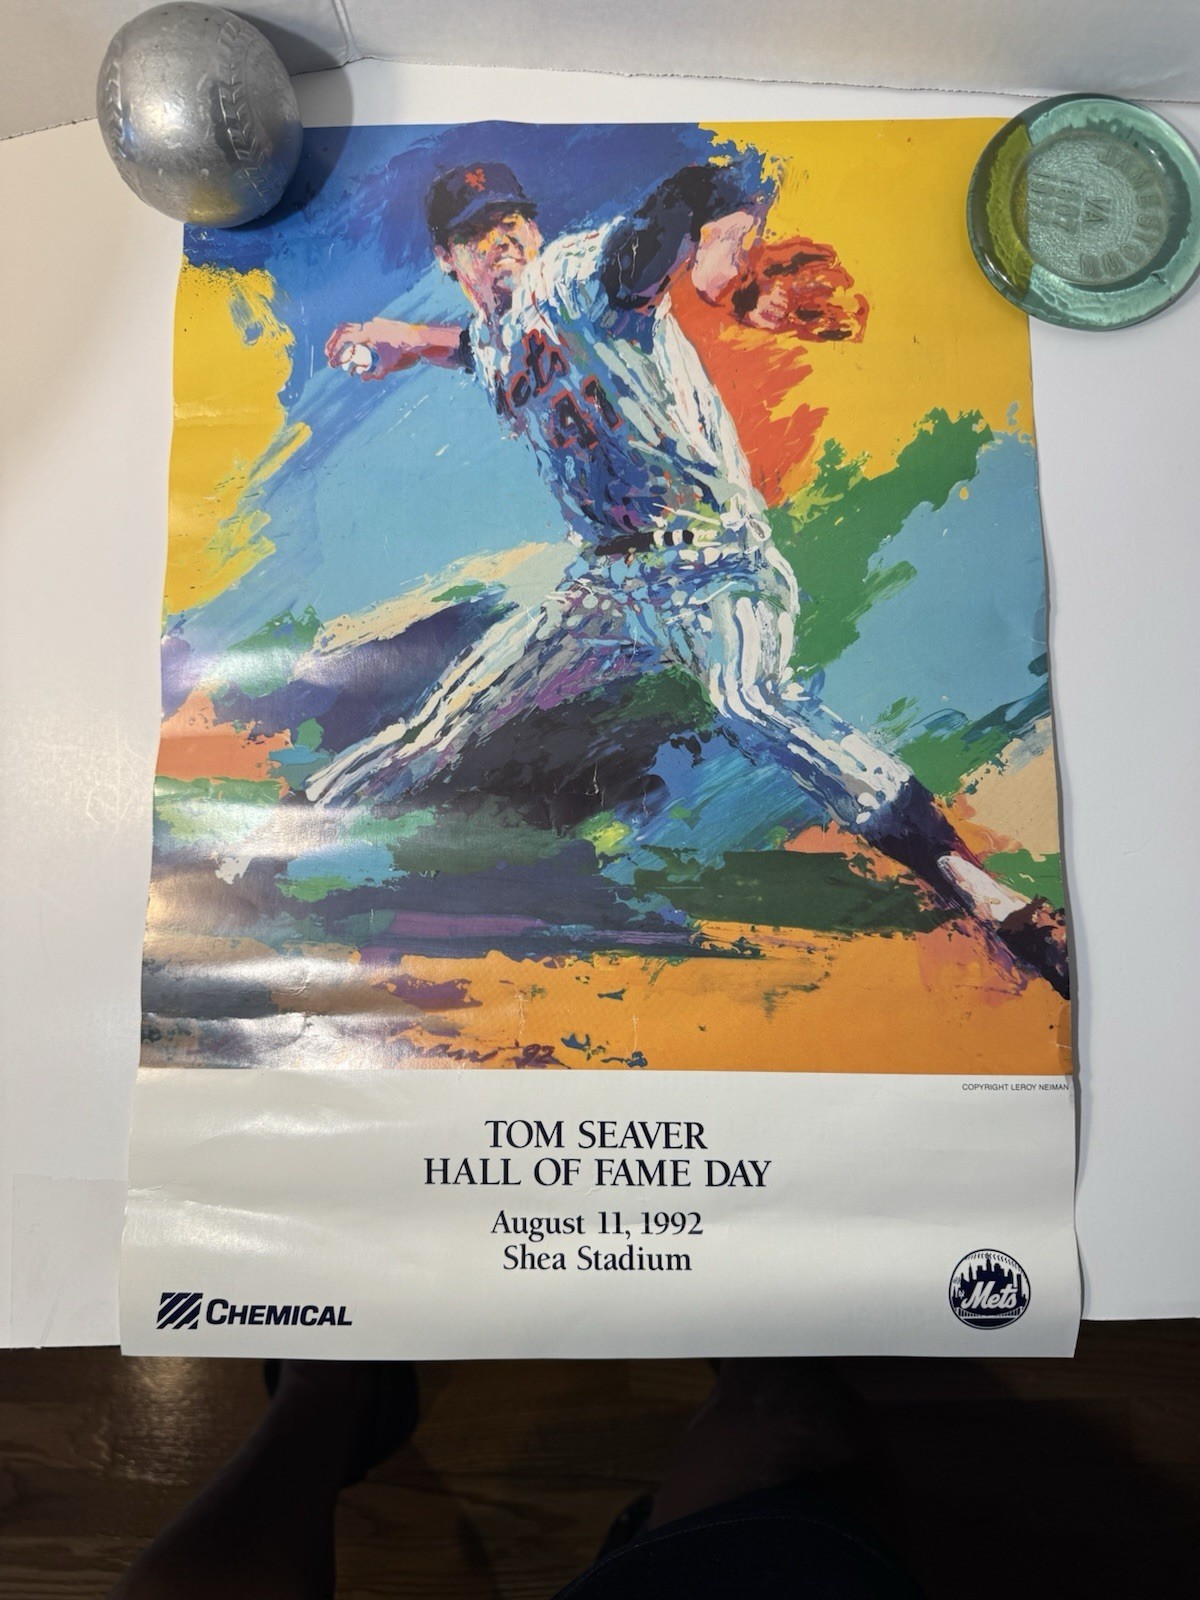 Mets
41
COPYRIGHT LEROY NEIMAN
TOM SEAVER
HALL OF FAME DAY
August 11, 1992
Shea Stadium
CHEMICAL
Mets